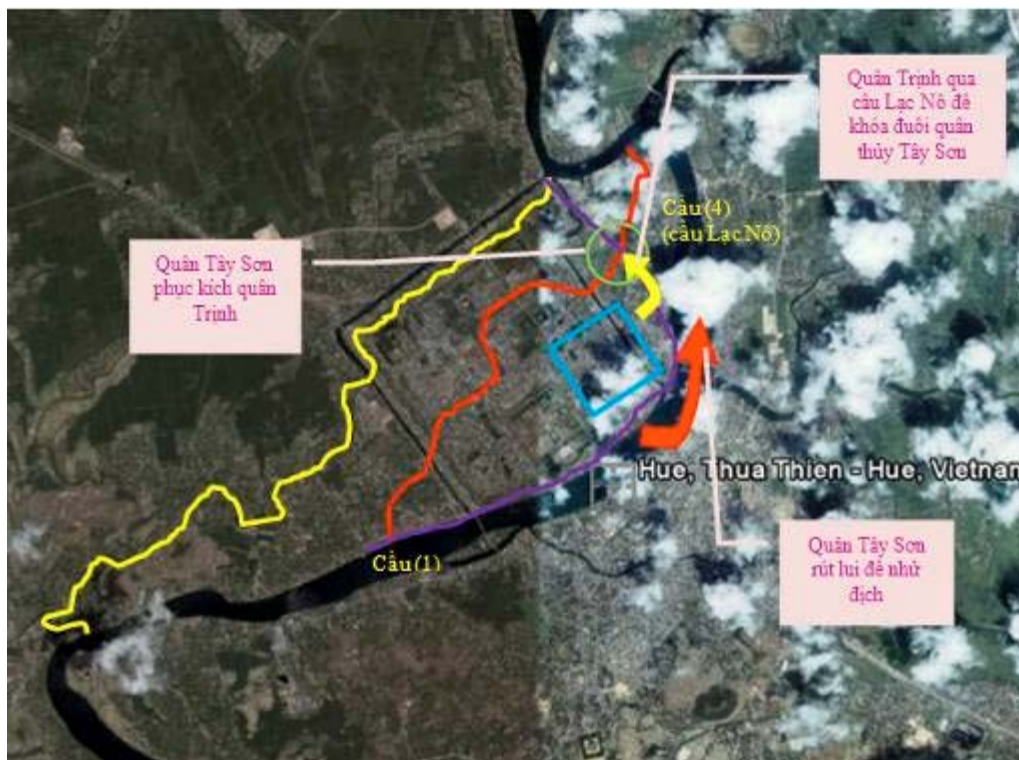 Quân Trịnh qua
cầu Lạc Nô để
khóa đuôi quân
thủy Tây Sơn
Cầu (4)
(cầu Lạc Nô)
Quân Tây Sơn
phục kích quân
Trịnh
Hue, Thua Thien - Hue, Vietnam
Cầu (1)
Quân Tây Sơn
rút lui để nhử
địch